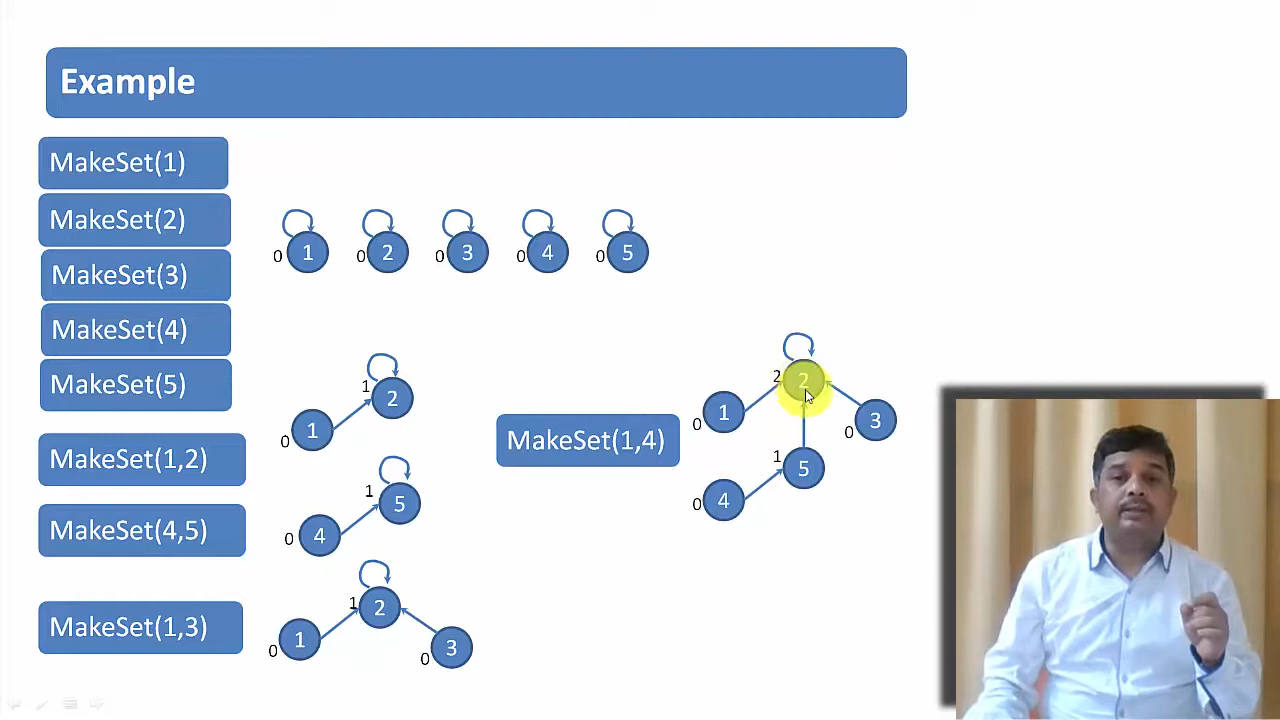 Example
MakeSet(1)
MakeSet(2)
MakeSet(3)
MakeSet(4)
MakeSet(5)
0 1 0 2 0 3 0 4 0 5
MakeSet(1,2)
1 2
0 1
MakeSet(4,5)
1 5
0 4
MakeSet(1,3)
1 2
0 1
0 3
MakeSet(1,4)
2 2
0 1
0 3
1 5
0 4